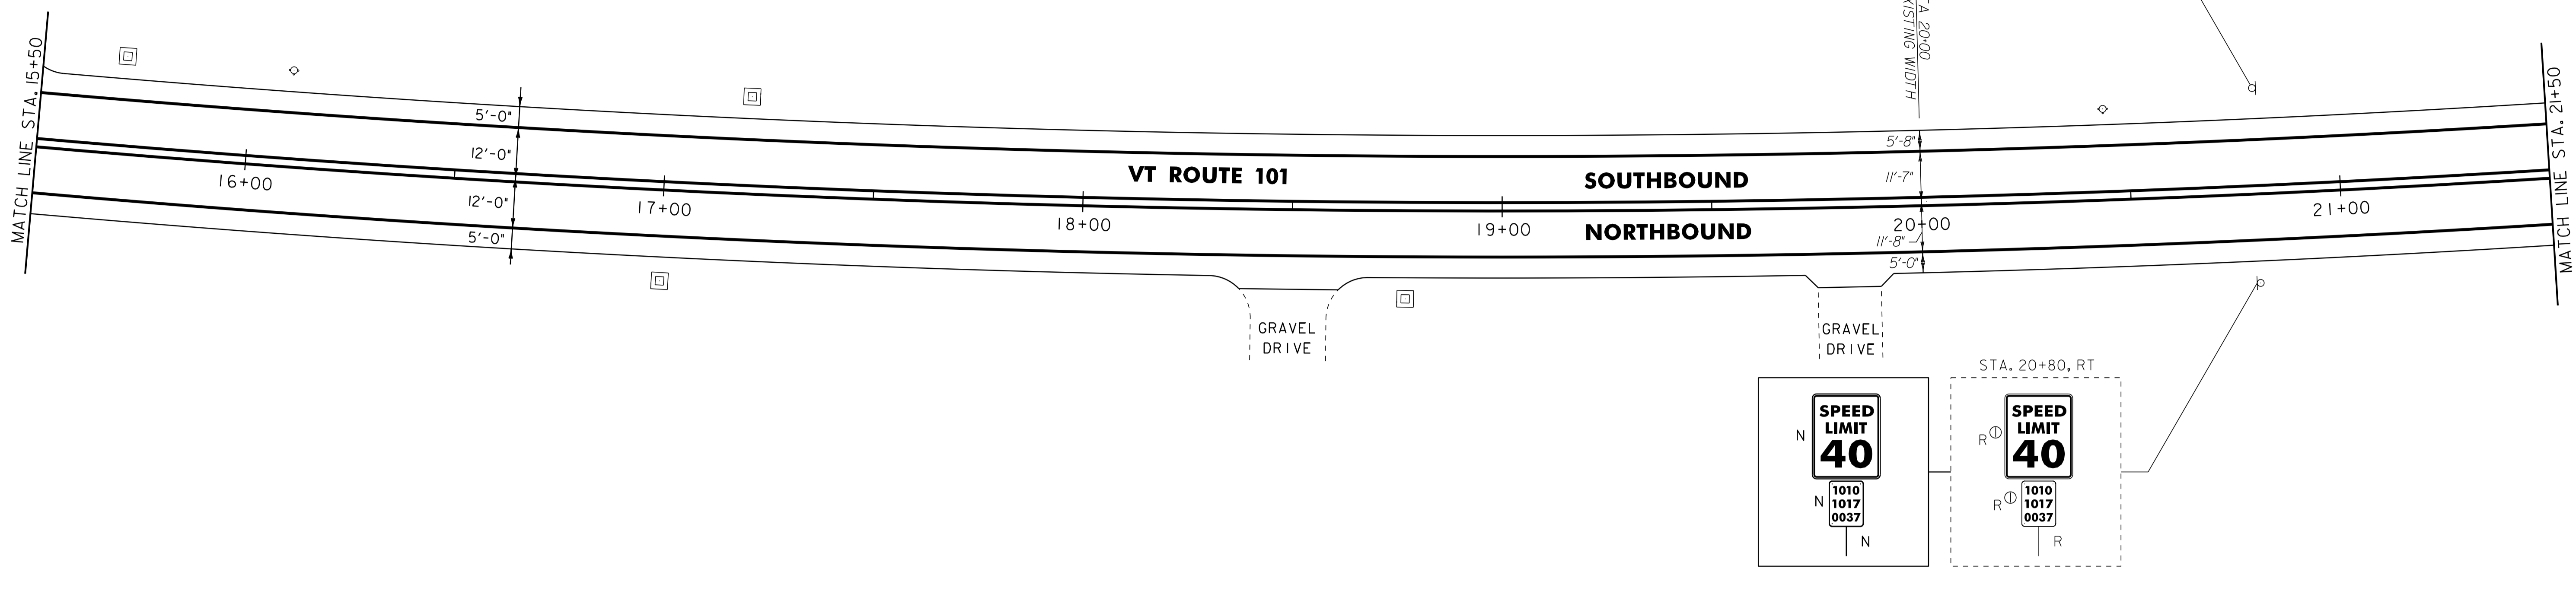 MATCH LINE STA. 15+50
16+00
5'-0"
12'-0"
12'-0"
5'-0"
17+00
18+00
VT ROUTE 101
19+00
SOUTHBOUND
NORTHBOUND
20+00
EXISTING WIDTH
5'-8"
11'-7"
20+00
11'-8"
5'-0"
21+00
MATCH LINE STA. 21+50
GRAVEL
DRIVE
GRAVEL
DRIVE
N
SPEED
LIMIT
40
N
1010
1017
0037
N
STA. 20+80, RT
R
SPEED
LIMIT
40
R
1010
1017
0037
R